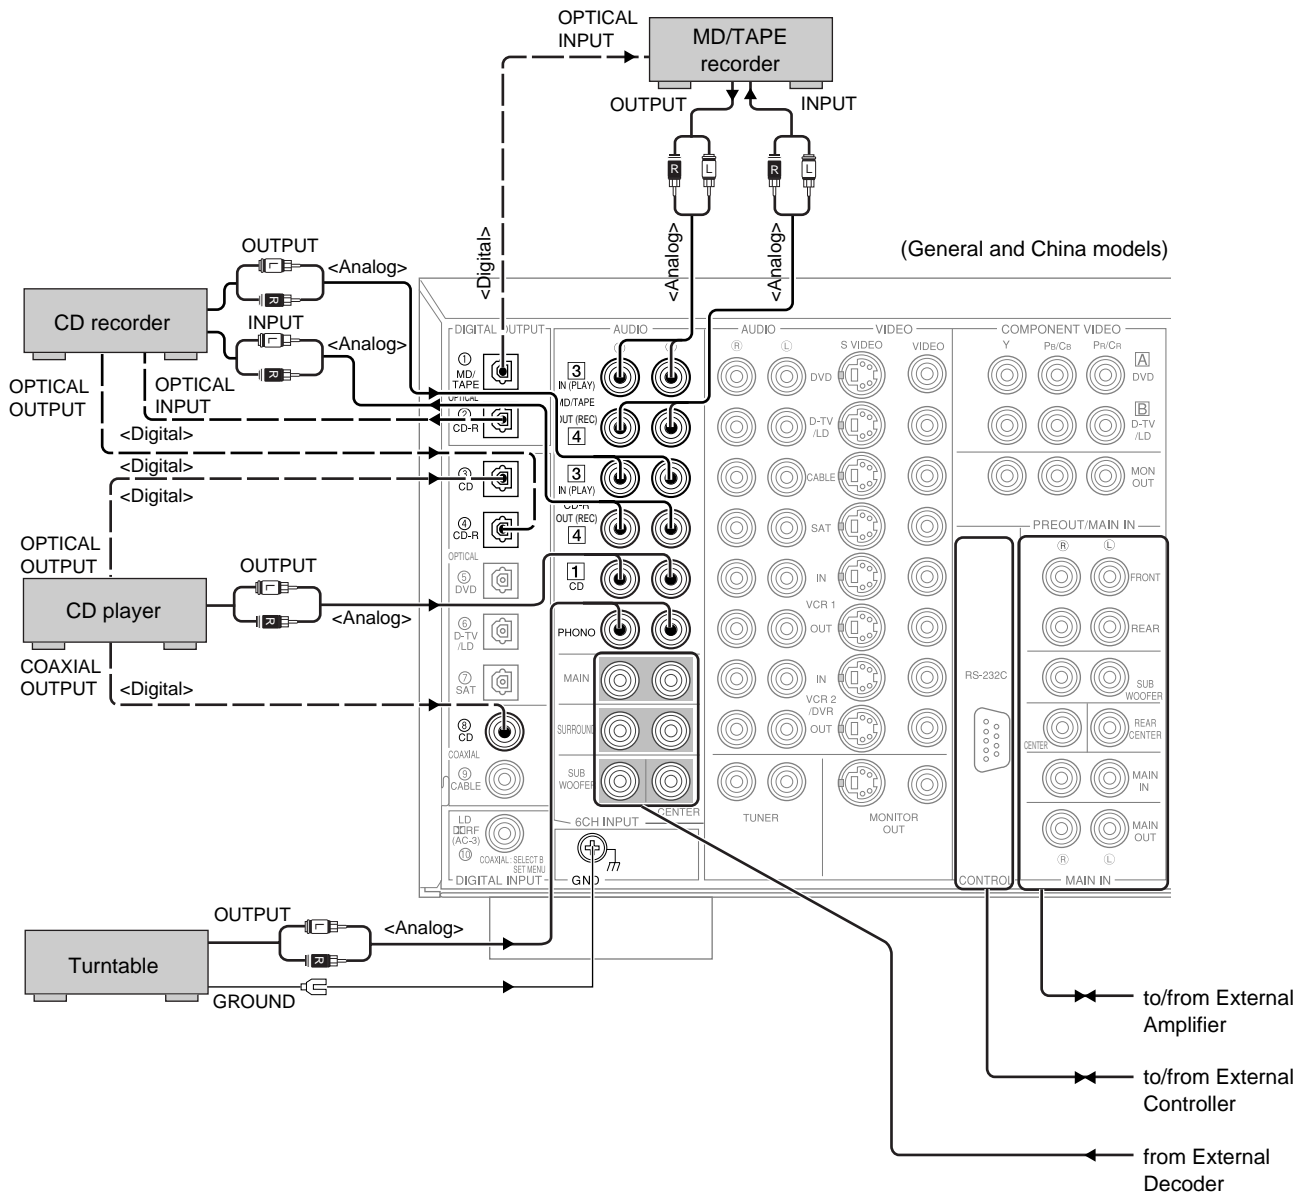 OPTICAL
INPUT
MD/TAPE
recorder
OUTPUT
INPUT
R
L
R
L
<Digital>
<Analog>
<Analog>
(General and China models)
OUTPUT
<Analog>
L
R
CD recorder
INPUT
<Analog>
L
R
OPTICAL
OUTPUT
OPTICAL
INPUT
<Digital>
<Digital>
<Digital>
OPTICAL
OUTPUT
CD player
OUTPUT
L
R
<Analog>
COAXIAL
OUTPUT
<Digital>
DIGITAL OUTPUT
①
MD/
TAPE
OPTICAL
②
CD-R
③
CD
④
CD-R
OPTICAL
⑤
DVD
⑥
D-TV
/LD
⑦
SAT
⑧
CD
COAXIAL
⑨
CABLE
LD
RF
(AC-3)
⑩
COAXIAL: SELECT B
SET MENU
DIGITAL INPUT
AUDIO
3
IN (PLAY)
MD/TAPE
OUT (REC)
4
3
IN (PLAY)
CD-R
OUT (REC)
4
1
CD
PHONO
MAIN
SURROUND
SUB
WOOFER
CENTER
6CH INPUT
GND
AUDIO
Ⓡ
Ⓛ
VIDEO
S VIDEO
VIDEO
DVD
D-TV
/LD
CABLE
SAT
IN
VCR 1
OUT
IN
VCR 2
/DVR
OUT
TUNER
MONITOR
OUT
COMPONENT VIDEO
Y
PB/CB
PR/CR
A
DVD
B
D-TV
/LD
MON
OUT
PREOUT/MAIN IN
Ⓡ
Ⓛ
FRONT
REAR
SUB
WOOFER
CENTER
REAR
CENTER
MAIN
IN
MAIN
OUT
Ⓡ
Ⓛ
MAIN IN
RS-232C
CONTROL
Turntable
OUTPUT
L
R
<Analog>
GROUND
to/from External
Amplifier
to/from External
Controller
from External
Decoder